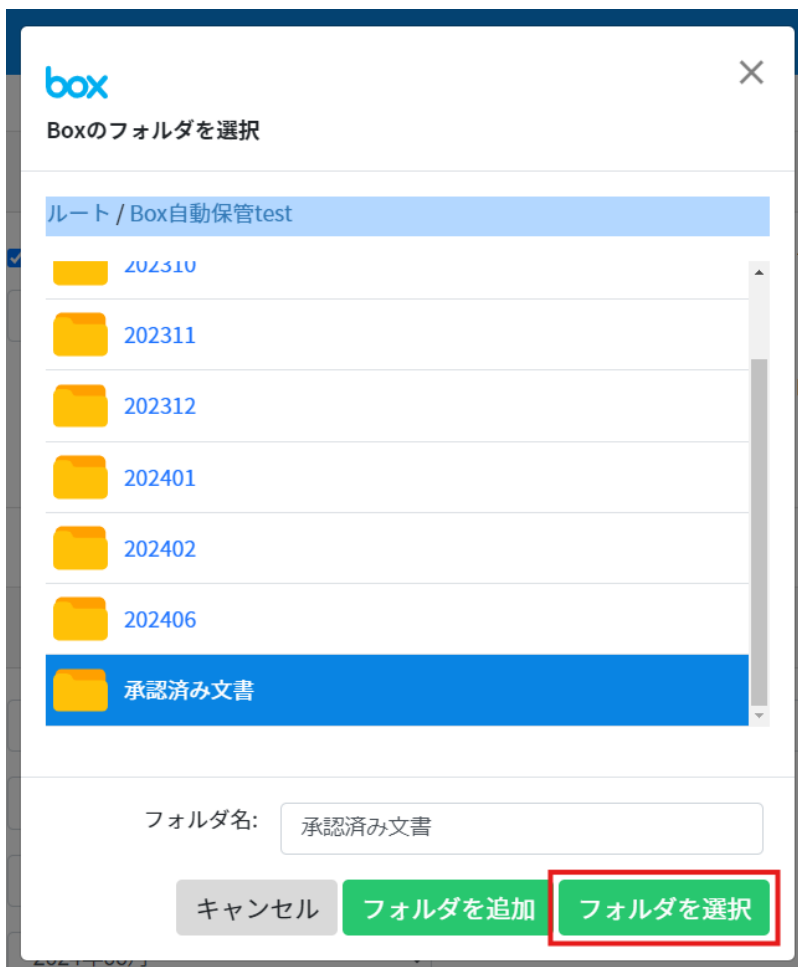 box
Boxのフォルダを選択
ルート / Box自動保管test
202310
202311
202312
202401
202402
202406
承認済み文書
フォルダ名: 承認済み文書
キャンセル フォルダを追加 フォルダを選択